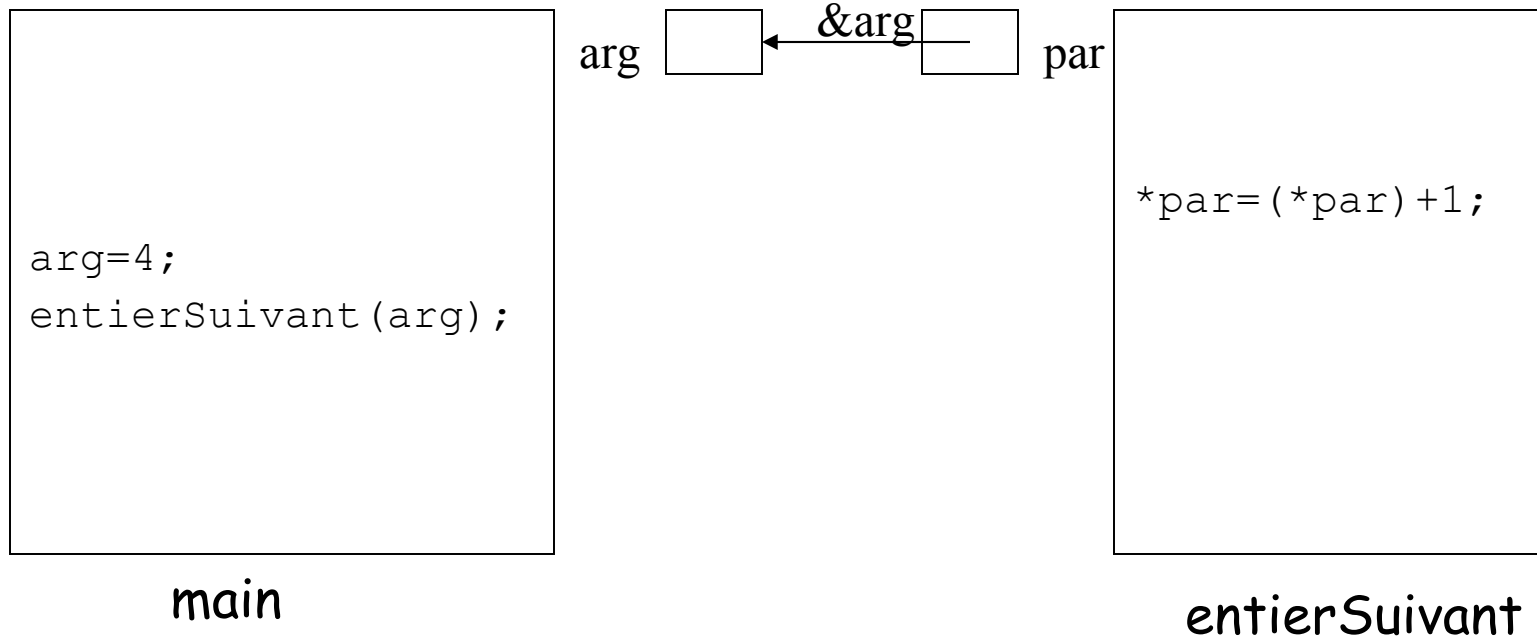 arg
&arg
par
*par=(*par)+1;
arg=4;
entierSuivant(arg);
main
entierSuivant